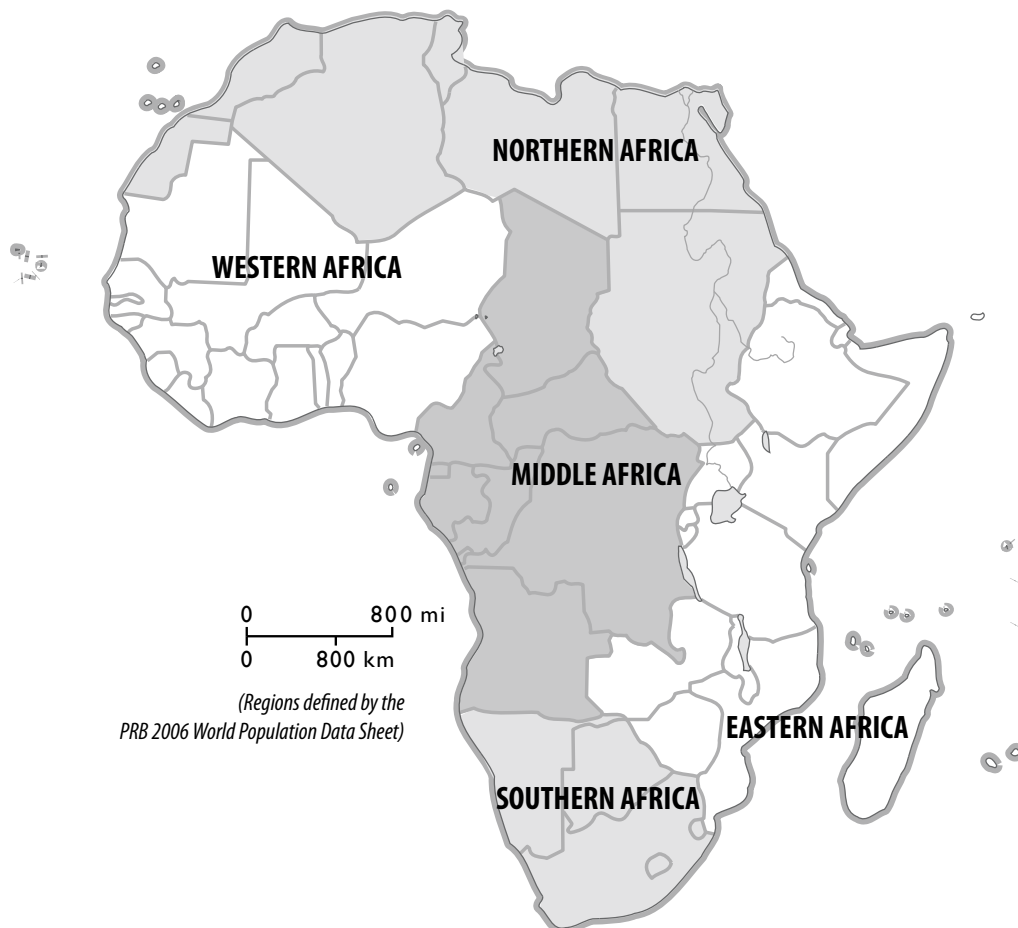 NORTHERN AFRICA
WESTERN AFRICA
MIDDLE AFRICA
0 800 mi
0 800 km
(Regions defined by the
PRB 2006 World Population Data Sheet)
EASTERN AFRICA
SOUTHERN AFRICA